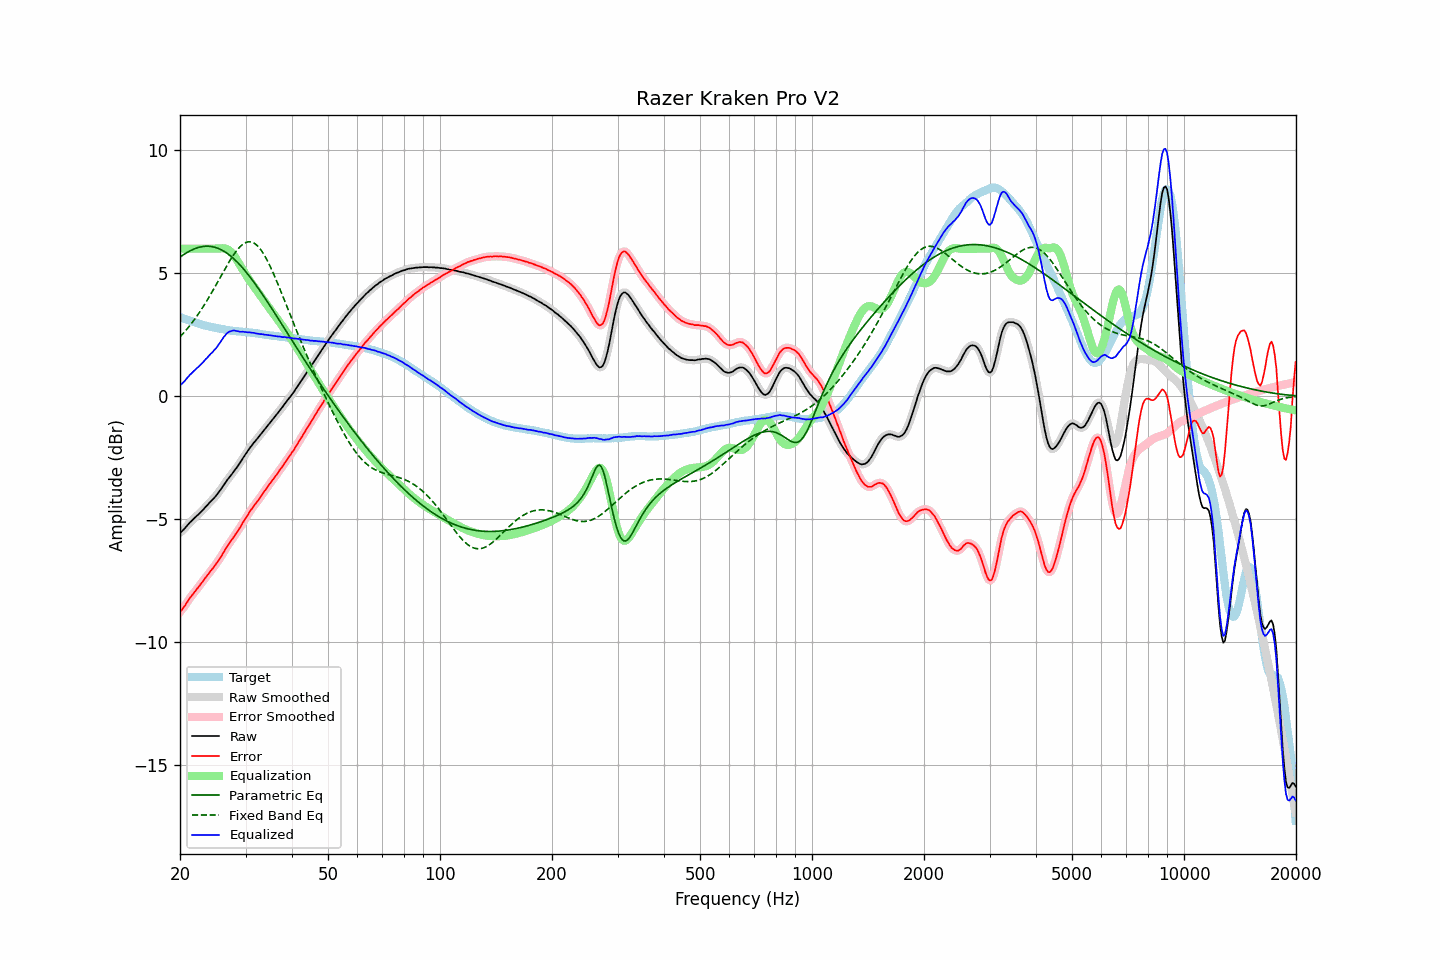 Razer Kraken Pro V2
Amplitude (dBr)
10
5
0
−5
−10
−15
Target
Raw Smoothed
Error Smoothed
Raw
Error
Equalization
Parametric Eq
Fixed Band Eq
Equalized
20 50 100 200 500 1000 2000 5000 10000 20000
Frequency (Hz)